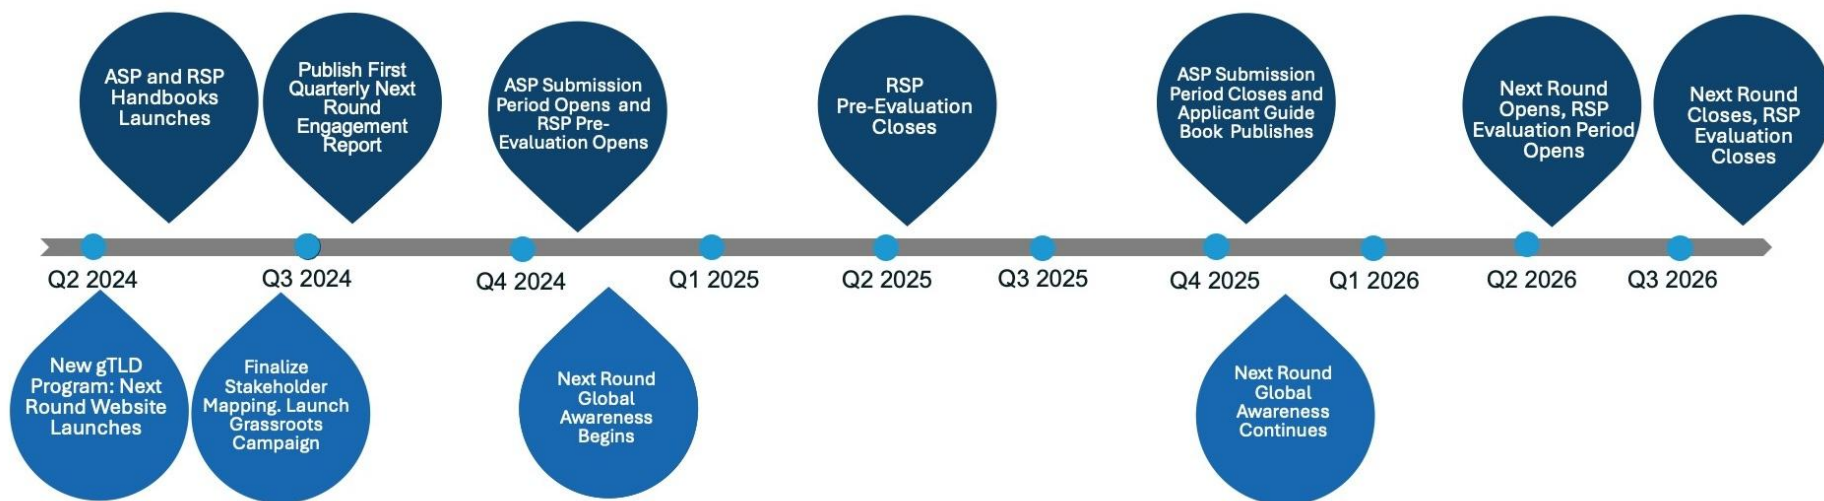 ASP and RSP
Handbooks
Launches
Publish First
Quarterly Next
Round
Engagement
Report
ASP Submission
Period Opens and
RSP Pre-
Evaluation Opens
RSP
Pre-Evaluation
Closes
ASP Submission
Period Closes and
Applicant Guide
Book Publishes
Next Round
Opens, RSP
Evaluation Period
Opens
Next Round
Closes, RSP
Evaluation
Closes
Q2 2024
Q3 2024
Q4 2024
Q1 2025
Q2 2025
Q3 2025
Q4 2025
Q1 2026
Q2 2026
Q3 2026
New gTLD
Program: Next
Round Website
Launches
Finalize
Stakeholder
Mapping. Launch
Grassroots
Campaign
Next Round
Global
Awareness
Begins
Next Round
Global
Awareness
Continues